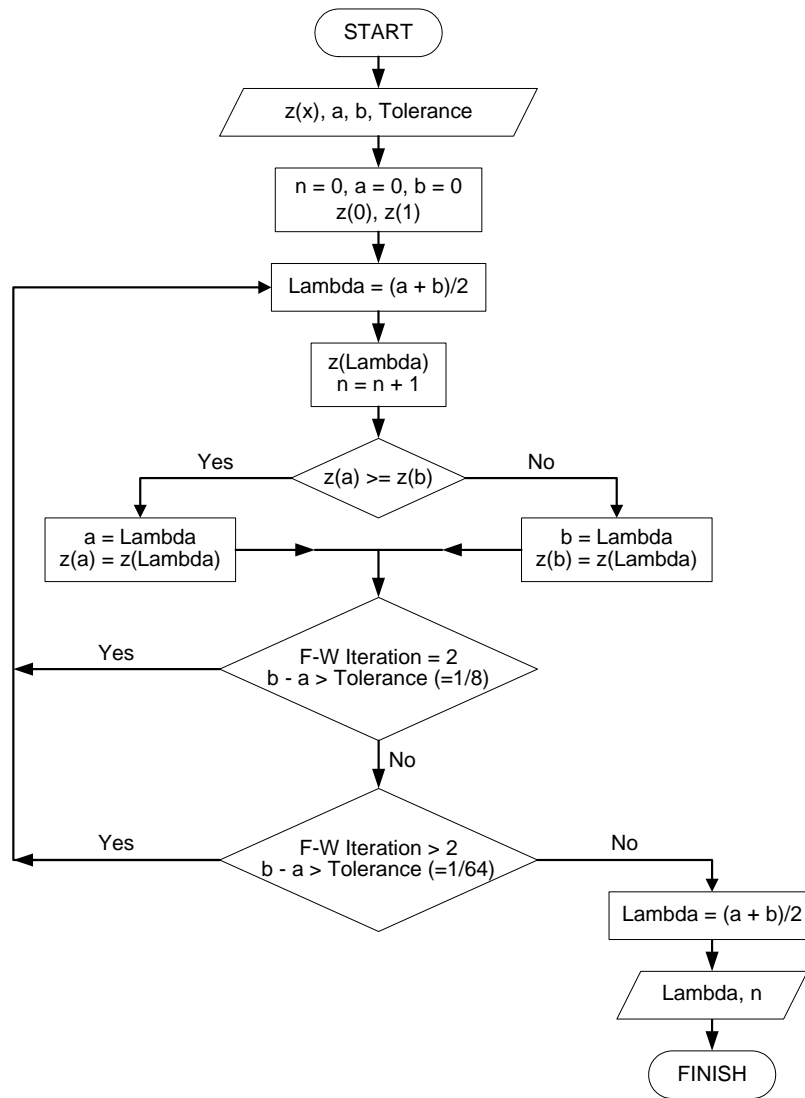 START
z(x), a, b, Tolerance
n = 0, a = 0, b = 0
z(0), z(1)
Lambda = (a + b)/2
z(Lambda)
n = n + 1
z(a) >= z(b)
Yes
No
a = Lambda
z(a) = z(Lambda)
b = Lambda
z(b) = z(Lambda)
F-W Iteration = 2
b - a > Tolerance (=1/8)
Yes
No
F-W Iteration > 2
b - a > Tolerance (=1/64)
Yes
No
Lambda = (a + b)/2
Lambda, n
FINISH